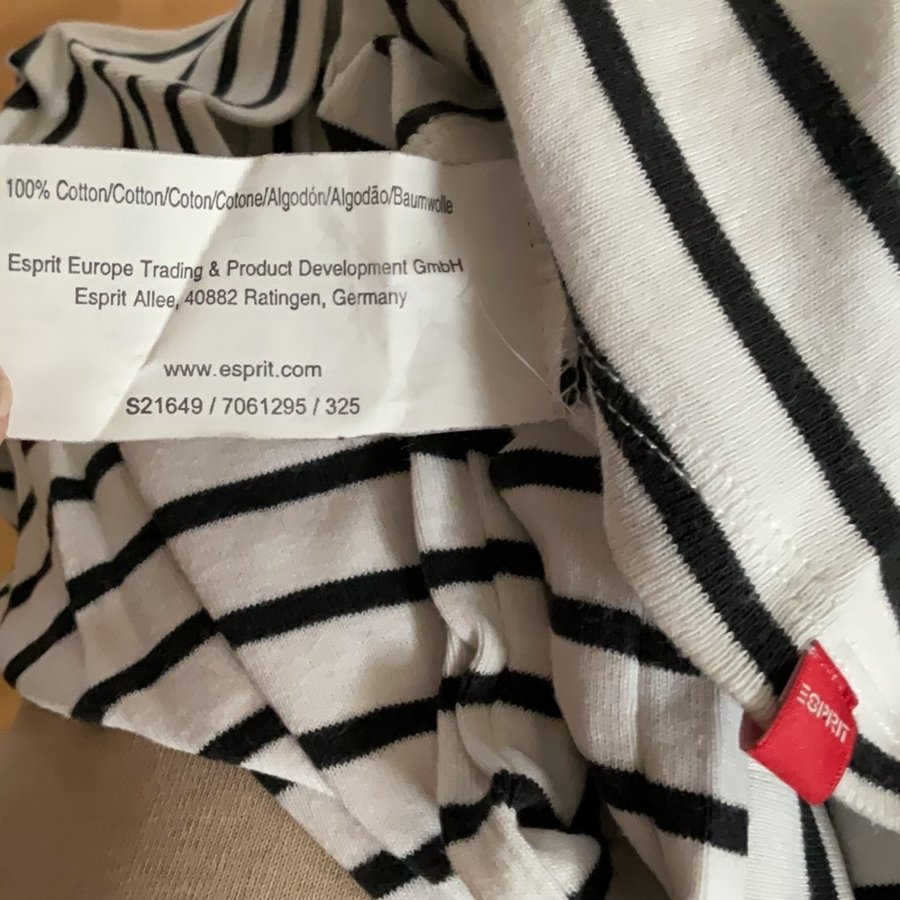 100% Cotton/Cotton/Coton/Cotone/Algodón/Algodão/Baumwolle
Esprit Europe Trading & Product Development GmbH
Esprit Allee, 40882 Ratingen, Germany
www.esprit.com
S21649 / 7061295 / 325
ESPRIT